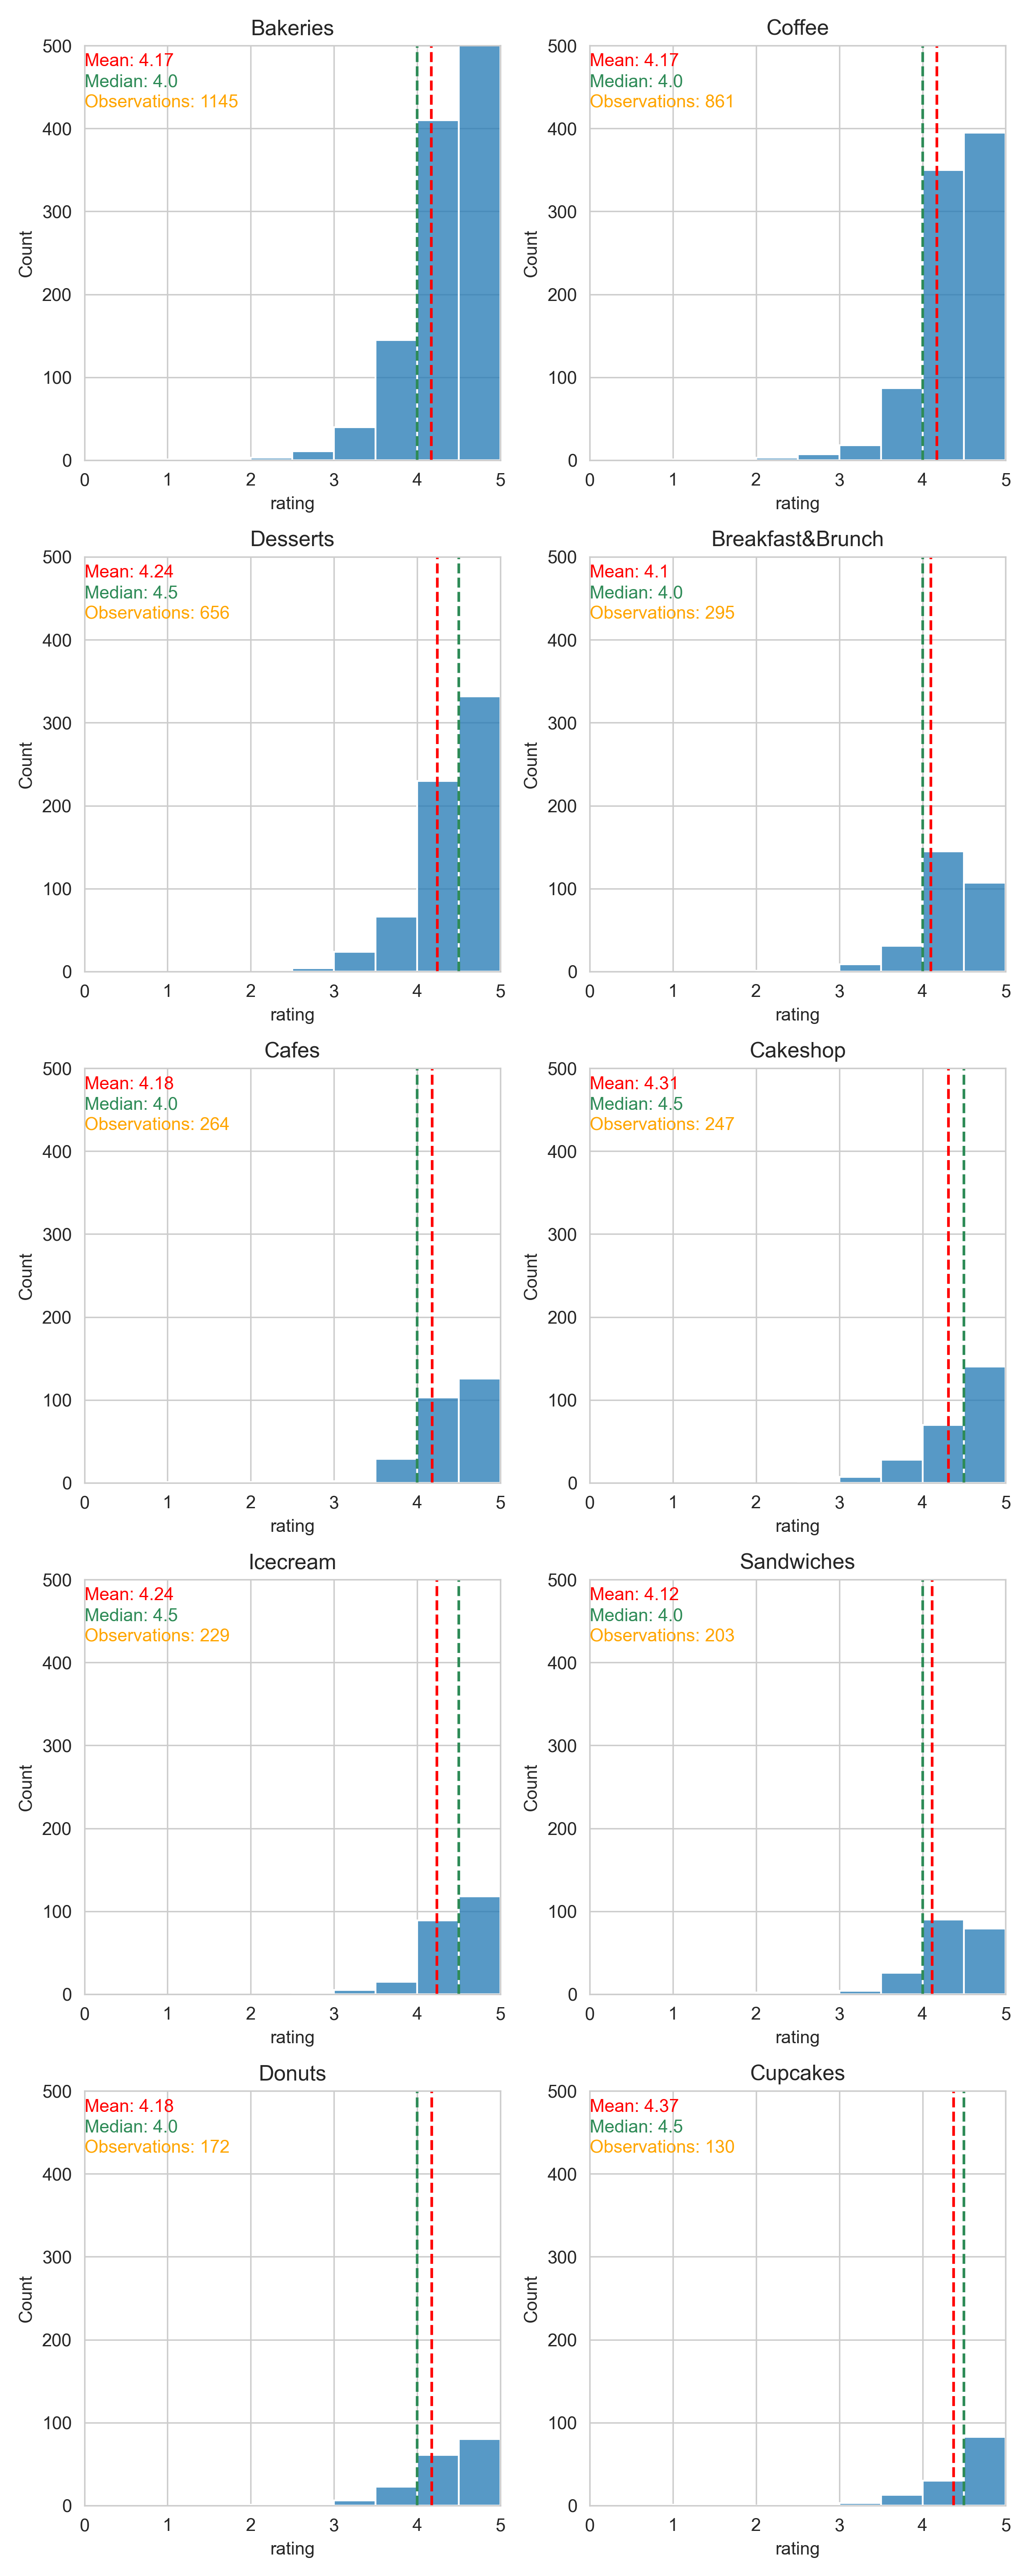 Bakeries
Mean: 4.17
Median: 4.0
Observations: 1145
500
400
300
200
100
0
Count
0 1 2 3 4 5
rating
Coffee
Mean: 4.17
Median: 4.0
Observations: 861
500
400
300
200
100
0
Count
0 1 2 3 4 5
rating
Desserts
Mean: 4.24
Median: 4.5
Observations: 656
500
400
300
200
100
0
Count
0 1 2 3 4 5
rating
Breakfast&Brunch
Mean: 4.1
Median: 4.0
Observations: 295
500
400
300
200
100
0
Count
0 1 2 3 4 5
rating
Cafes
Mean: 4.18
Median: 4.0
Observations: 264
500
400
300
200
100
0
Count
0 1 2 3 4 5
rating
Cakeshop
Mean: 4.31
Median: 4.5
Observations: 247
500
400
300
200
100
0
Count
0 1 2 3 4 5
rating
Icecream
Mean: 4.24
Median: 4.5
Observations: 229
500
400
300
200
100
0
Count
0 1 2 3 4 5
rating
Sandwiches
Mean: 4.12
Median: 4.0
Observations: 203
500
400
300
200
100
0
Count
0 1 2 3 4 5
rating
Donuts
Mean: 4.18
Median: 4.0
Observations: 172
500
400
300
200
100
0
Count
0 1 2 3 4 5
rating
Cupcakes
Mean: 4.37
Median: 4.5
Observations: 130
500
400
300
200
100
0
Count
0 1 2 3 4 5
rating